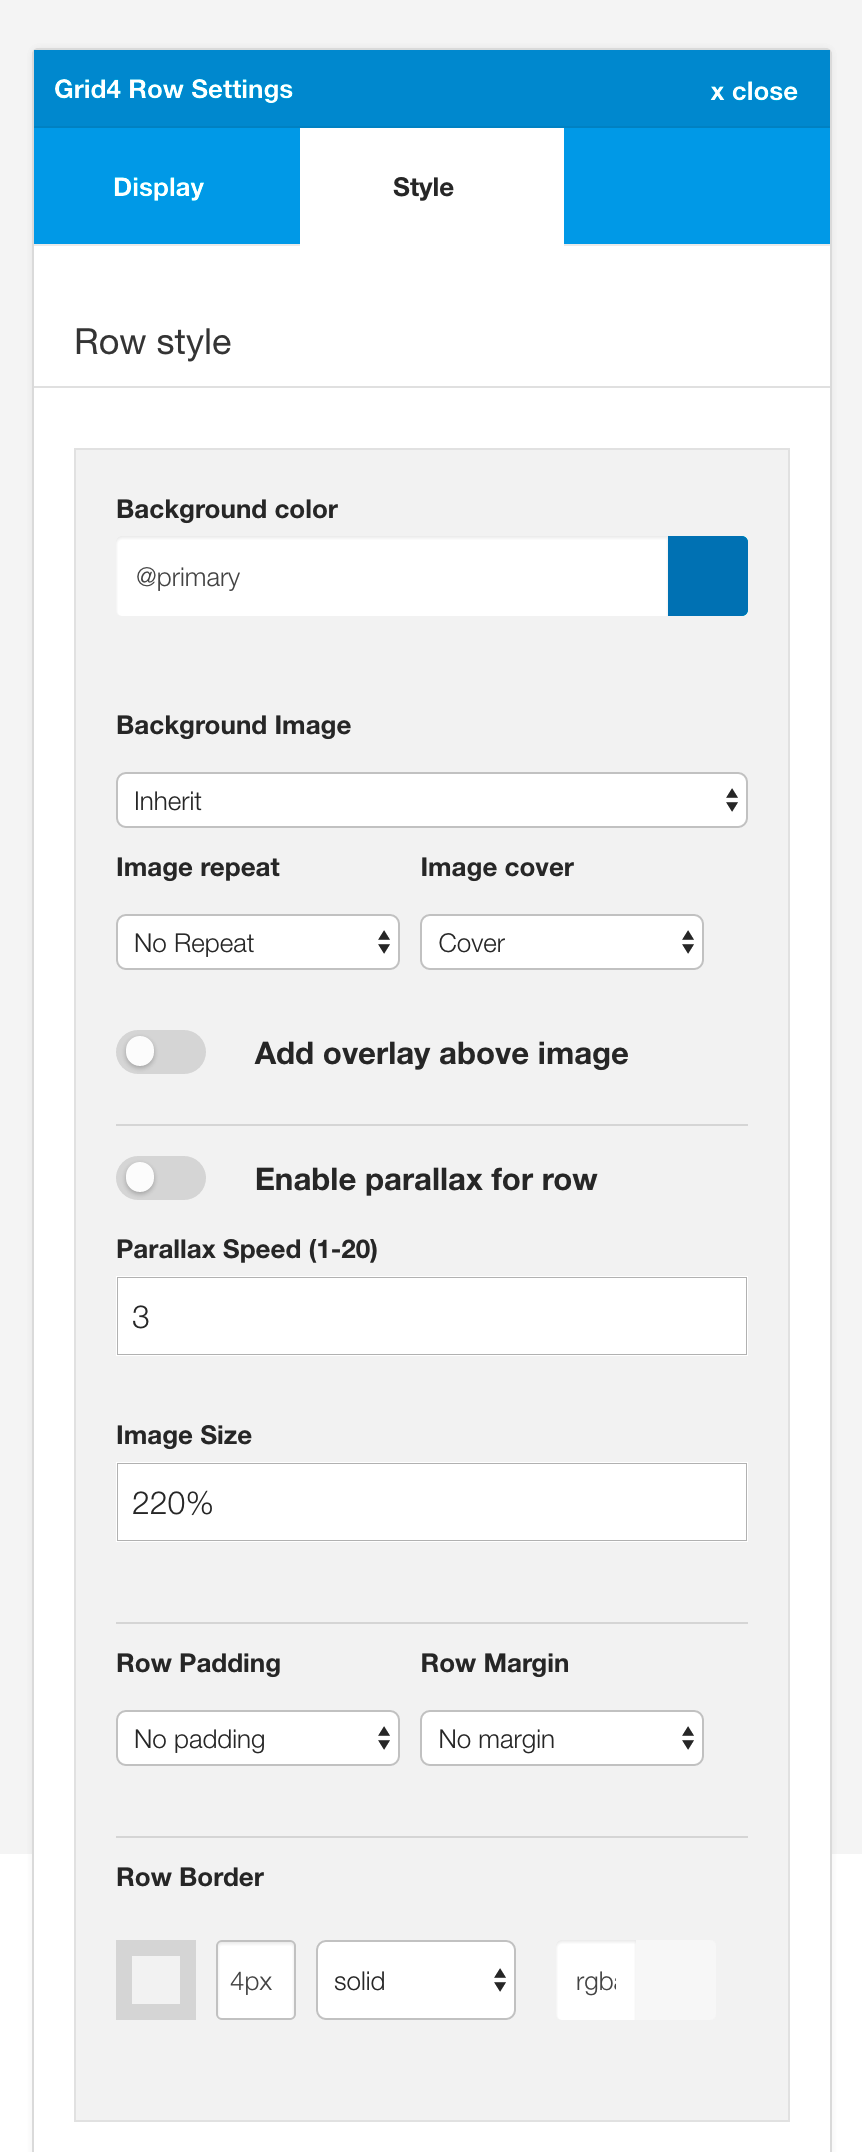 Grid4 Row Settings
x close
Display
Style
Row style
Background color
@primary
Background Image
Inherit
Image repeat
Image cover
No Repeat
Cover
Add overlay above image
Enable parallax for row
Parallax Speed (1-20)
3
Image Size
220%
Row Padding
Row Margin
No padding
No margin
Row Border
4px
solid